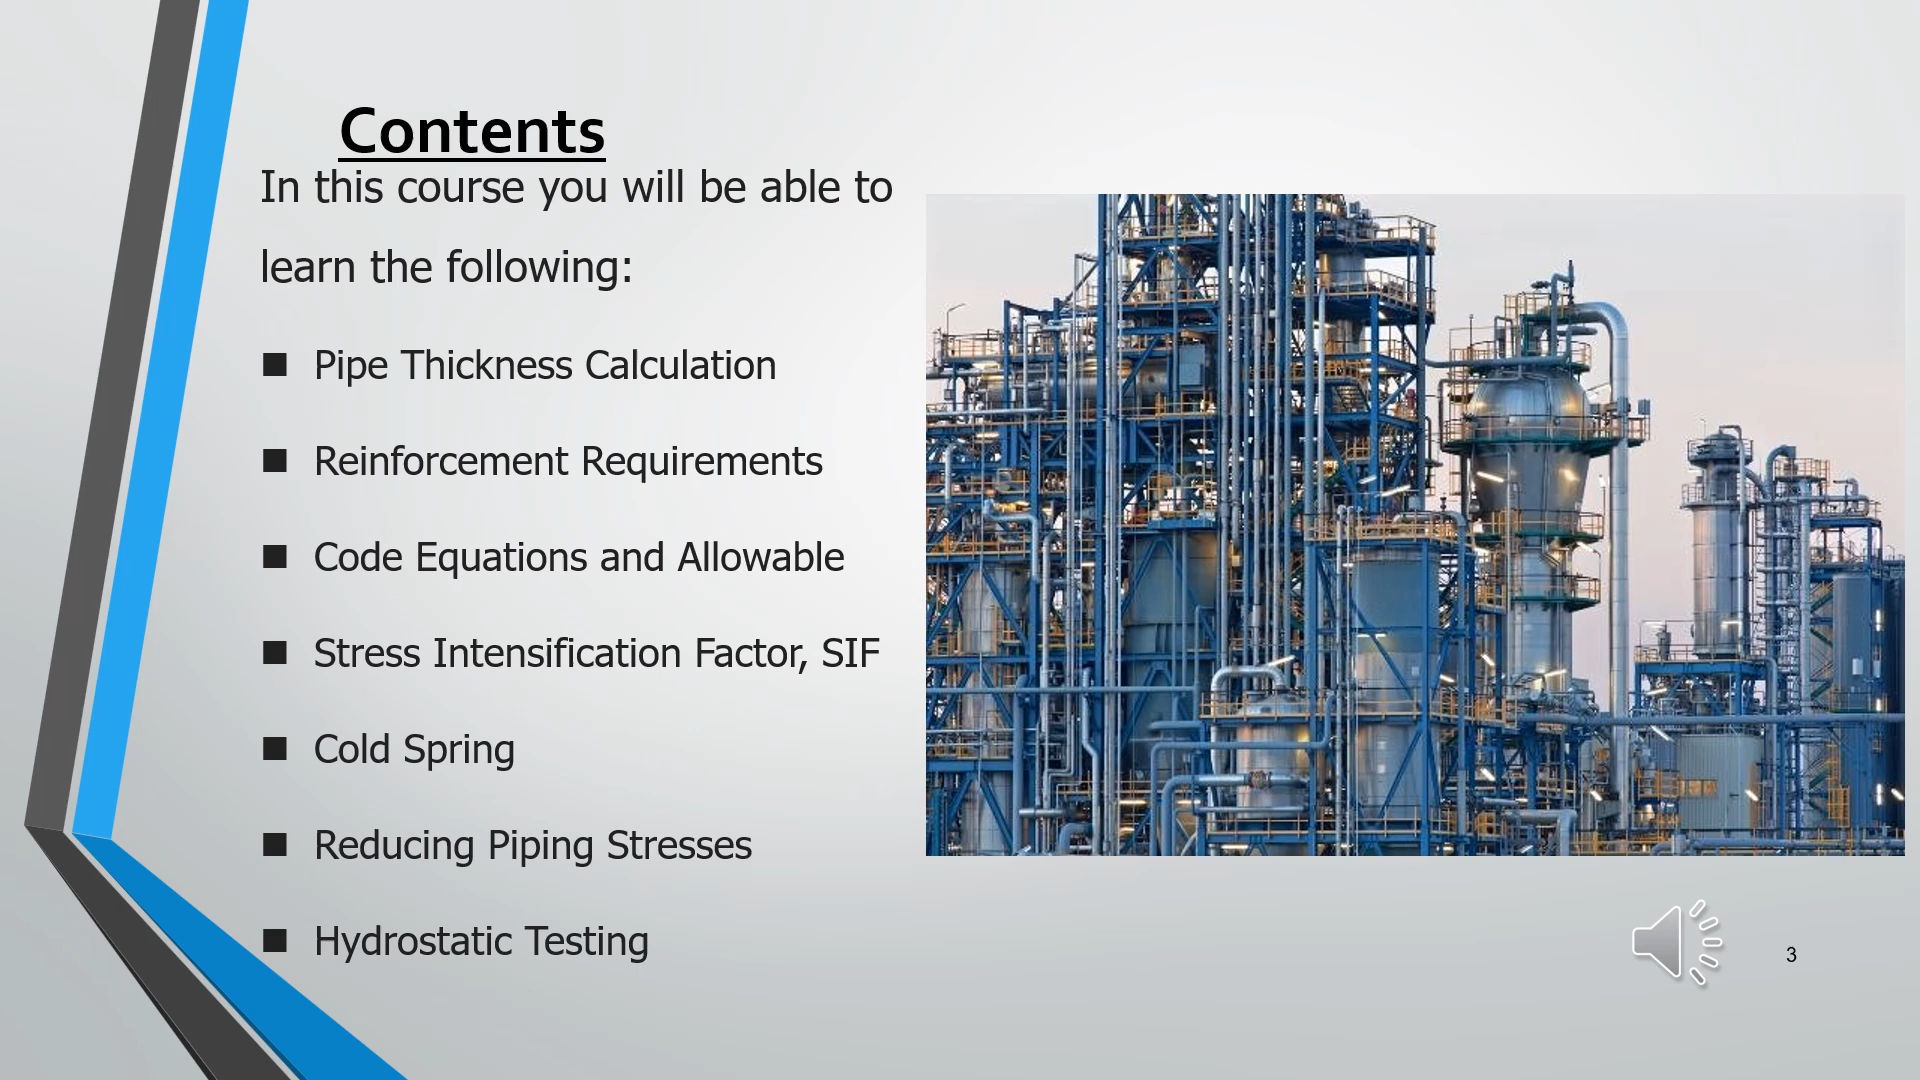 Contents
In this course you will be able to
learn the following:
■ Pipe Thickness Calculation
■ Reinforcement Requirements
■ Code Equations and Allowable
■ Stress Intensification Factor, SIF
■ Cold Spring
■ Reducing Piping Stresses
■ Hydrostatic Testing
3